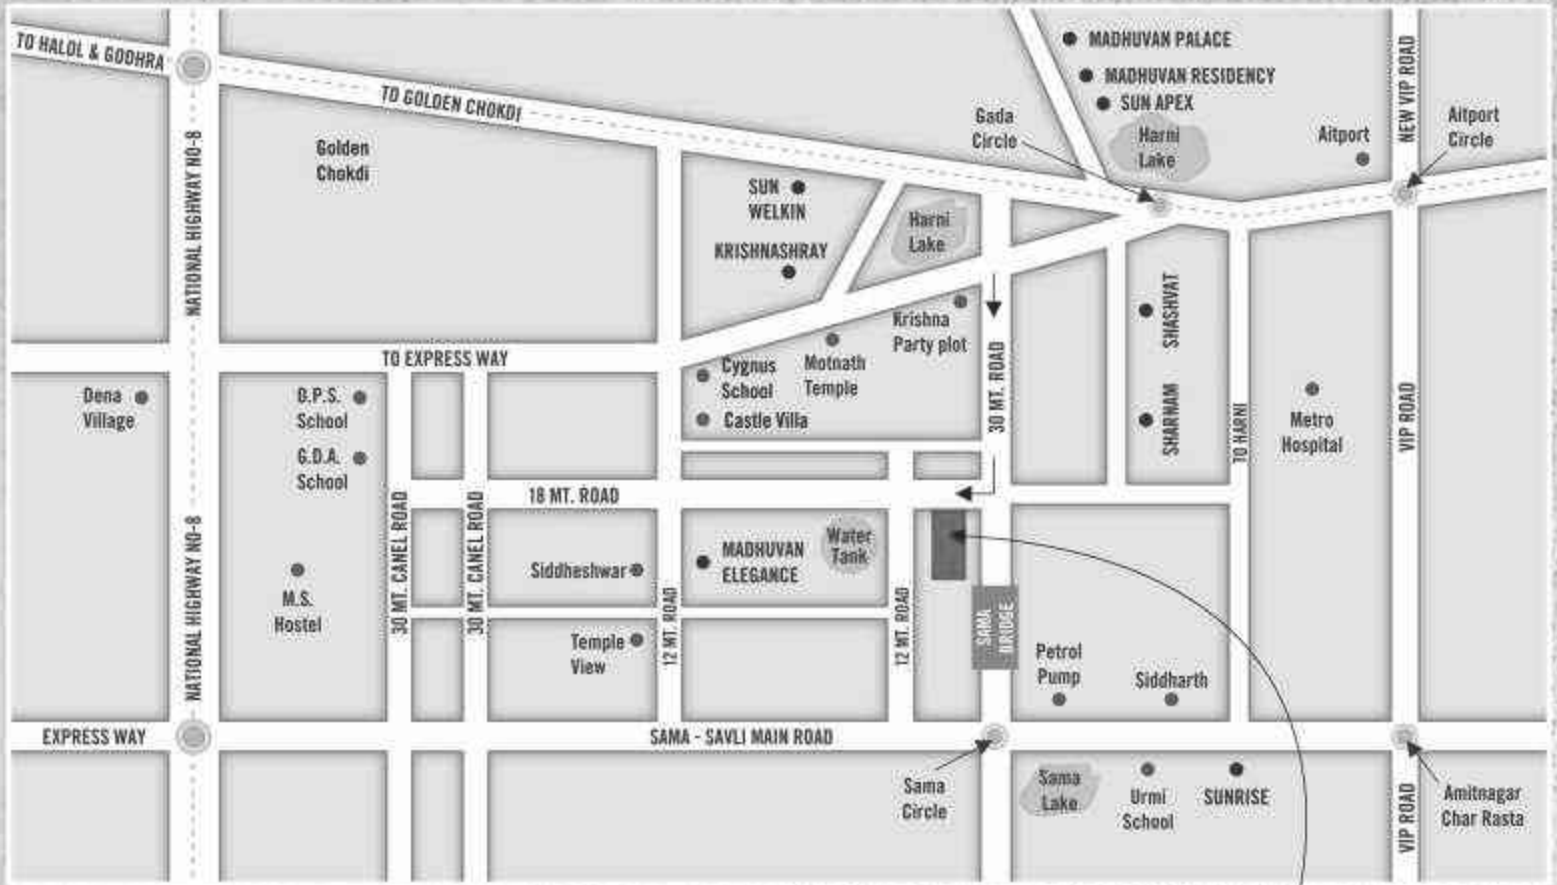 TO HALOL & GODHRA
TO GOLDEN CHOKDI
NATIONAL HIGHWAY NO-8
Golden
Chokdi
MADHUVAN PALACE
MADHUVAN RESIDENCY
SUN APEX
Harni
Lake
Gada
Circle
Aitport
NEW VIP ROAD
Aitport
Circle
SUN
WELKIN
KRISHNASHRAY
Harni
Lake
Krishna
Party plot
Motnath
Temple
Cygnus
School
Castle Villa
30 MT. ROAD
SHASHVAT
SHARNAM
TO HARNI
Metro
Hospital
VIP ROAD
TO EXPRESS WAY
Dena
Village
D.P.S.
School
G.D.A.
School
M.S.
Hostel
NATIONAL HIGHWAY NO-8
30 MT. CANEL ROAD
30 MT. CANEL ROAD
18 MT. ROAD
Siddheshwar
Temple
View
12 MT. ROAD
MADHUVAN
ELEGANCE
Water
Tank
12 MT. ROAD
SAMA
BRIDGE
Petrol
Pump
Siddharth
EXPRESS WAY
SAMA - SAVLI MAIN ROAD
Sama
Circle
Sama
Lake
Urmi
School
SUNRISE
VIP ROAD
Amitnagar
Char Rasta